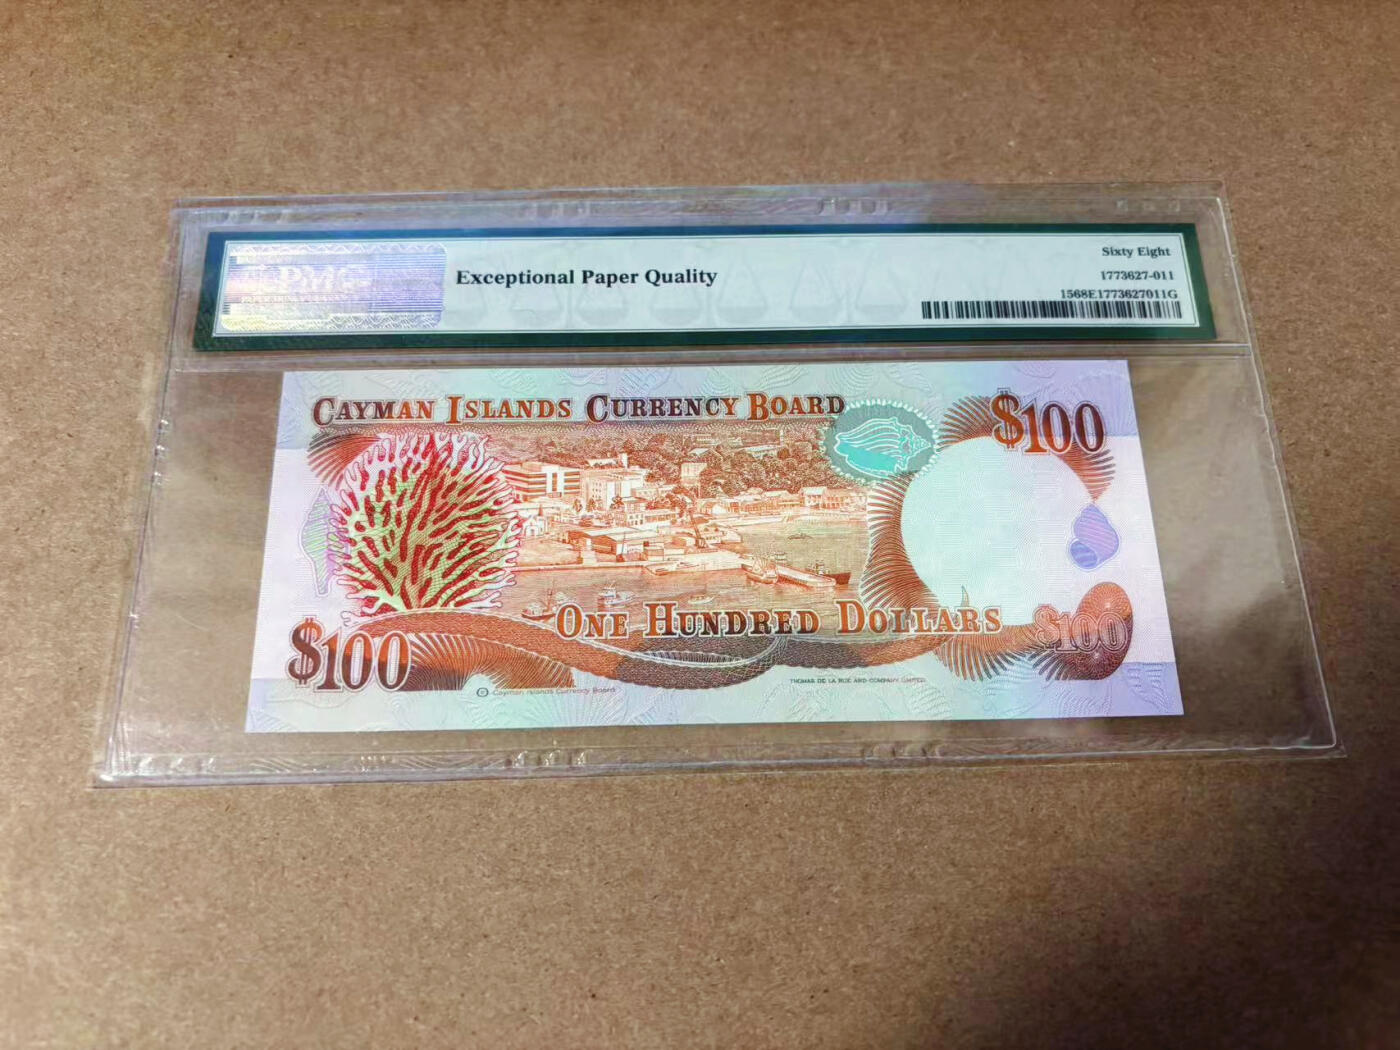 PMG
Exceptional Paper Quality
Sixty Eight
1773627-011
1568E1773627011G
CAYMAN ISLANDS CURRENCY BOARD
$100
ONE HUNDRED DOLLARS
$100
$100
© Cayman Islands Currency Board
THOMAS DE LA RUE AND COMPANY LIMITED